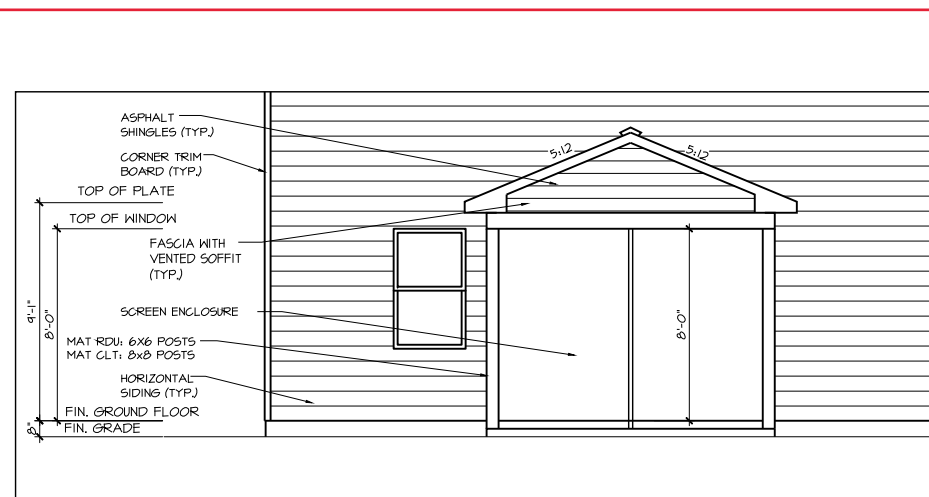 ASPHALT
SHINGLES (TYP.)
5:12
5:12
CORNER TRIM
BOARD (TYP.)
TOP OF PLATE
TOP OF WINDOW
FASCIA WITH
VENTED SOFFIT
(TYP.)
9'-1"
8'-0"
SCREEN ENCLOSURE
8'-0"
MAT RDU: 6X6 POSTS
MAT CLT: 8x8 POSTS
HORIZONTAL
SIDING (TYP.)
FIN. GROUND FLOOR
8"
FIN. GRADE